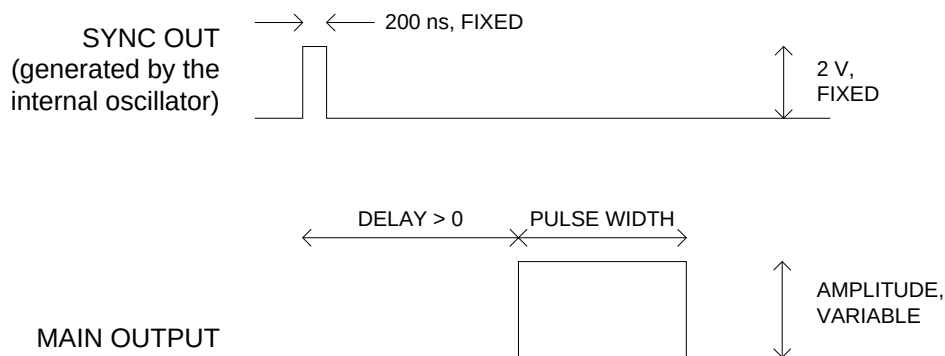 200 ns, FIXED
SYNC OUT
(generated by the
internal oscillator)
2 V,
FIXED
DELAY > 0
PULSE WIDTH
AMPLITUDE,
VARIABLE
MAIN OUTPUT